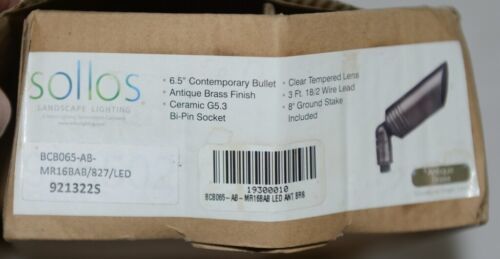 sollos
LANDSCAPE LIGHTING
• 6.5" Contemporary Bullet
• Antique Brass Finish
• Ceramic G5.3
Bi-Pin Socket
• Clear Tempered Lens
• 3 Ft. 18/2 Wire Lead
• 8" Ground Stake
Included
BCB065-AB-
MR16BAB/827/LED
921322S
19300010
BCB065-AB-MR16BAB LED ANT BRS